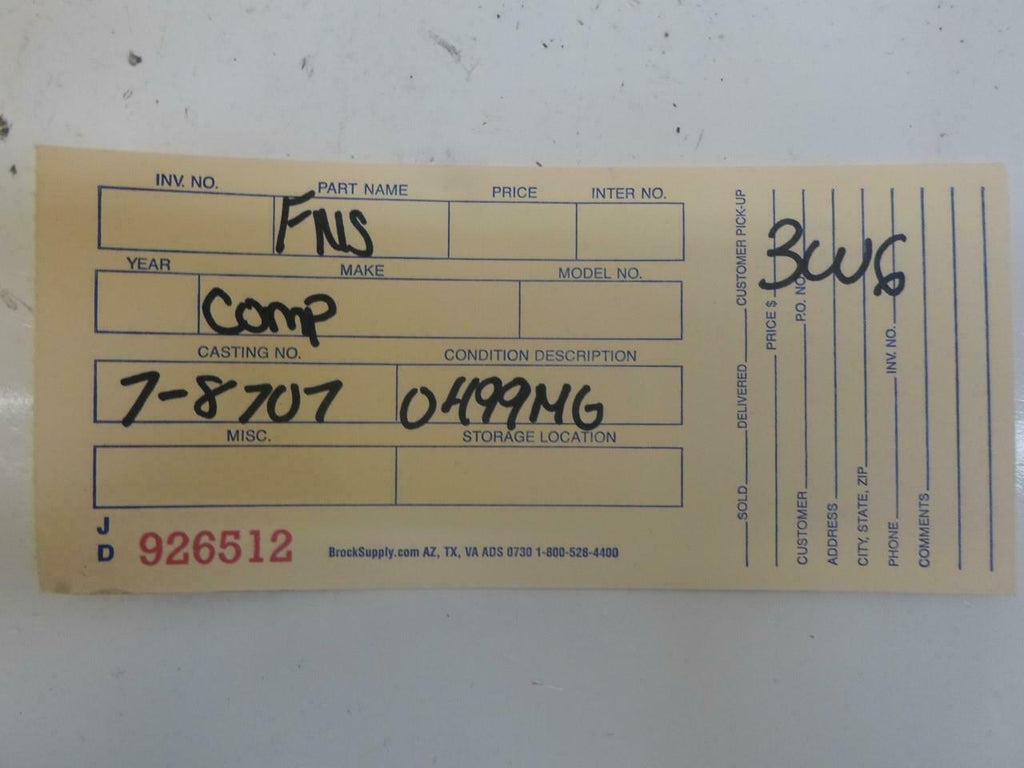 INV. NO. PART NAME PRICE INTER NO.
FNS
YEAR MAKE MODEL NO.
Comp
CASTING NO. CONDITION DESCRIPTION
7-8707 0499MG
MISC. STORAGE LOCATION
J
D
926512
BrockSupply.com AZ, TX, VA ADS 0730 1-800-528-4400
SOLD DELIVERED CUSTOMER PICK-UP
PRICE $
CUSTOMER P.O. NO.
ADDRESS
CITY, STATE, ZIP
PHONE INV. NO.
COMMENTS